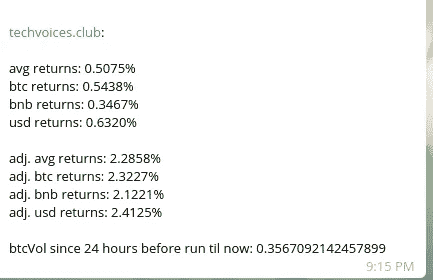 techvoices.club:
avg returns: 0.5075%
btc returns: 0.5438%
bnb returns: 0.3467%
usd returns: 0.6320%
adj. avg returns: 2.2858%
adj. btc returns: 2.3227%
adj. bnb returns: 2.1221%
adj. usd returns: 2.4125%
btcVol since 24 hours before run til now: 0.3567092142457899
9:15 PM